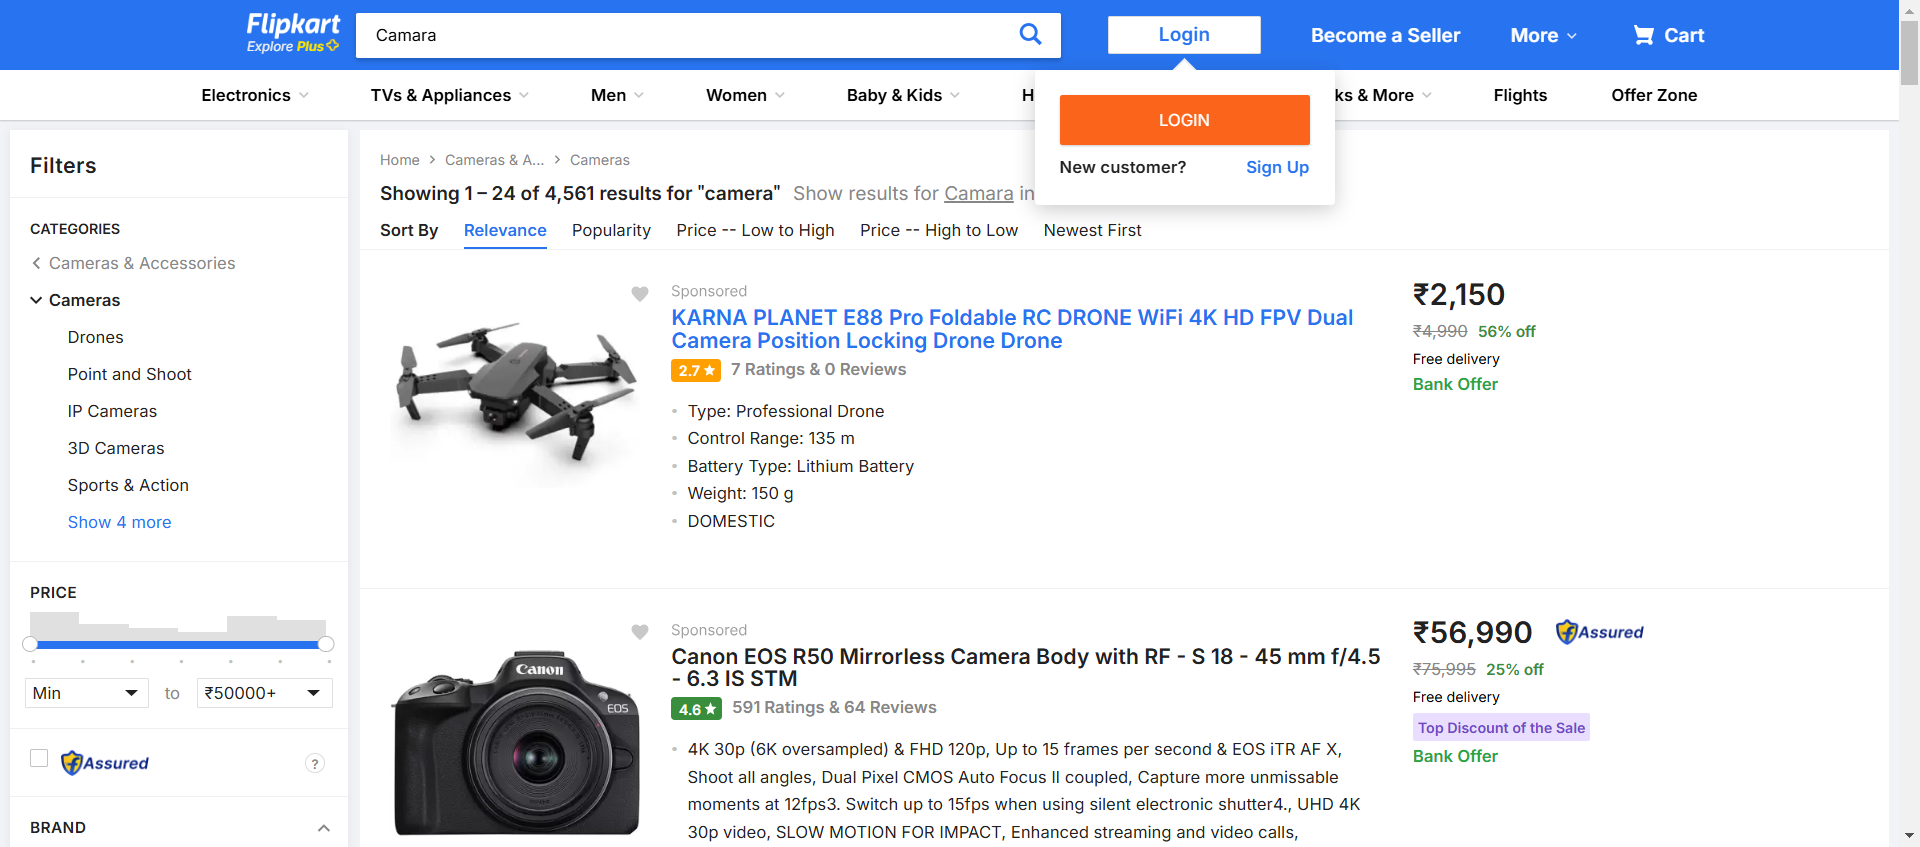 Flipkart
Explore Plus
Camara
Login
Become a Seller
More
Cart
Electronics
TVs & Appliances
Men
Women
Baby & Kids
H
ks & More
Flights
Offer Zone
LOGIN
New customer?
Sign Up
Filters
CATEGORIES
Cameras & Accessories
Cameras
Drones
Point and Shoot
IP Cameras
3D Cameras
Sports & Action
Show 4 more
PRICE
Min
to
₹50000+
Assured
?
BRAND
Home
Cameras & A...
Cameras
Showing 1 – 24 of 4,561 results for "camera" Show results for Camara in
Sort By
Relevance
Popularity
Price -- Low to High
Price -- High to Low
Newest First
Sponsored
KARNA PLANET E88 Pro Foldable RC DRONE WiFi 4K HD FPV Dual
Camera Position Locking Drone Drone
2.7 ★ 7 Ratings & 0 Reviews
Type: Professional Drone
Control Range: 135 m
Battery Type: Lithium Battery
Weight: 150 g
DOMESTIC
₹2,150
₹4,990 56% off
Free delivery
Bank Offer
Canon
EOS
Sponsored
Canon EOS R50 Mirrorless Camera Body with RF - S 18 - 45 mm f/4.5
- 6.3 IS STM
4.6 ★ 591 Ratings & 64 Reviews
4K 30p (6K oversampled) & FHD 120p, Up to 15 frames per second & EOS iTR AF X,
Shoot all angles, Dual Pixel CMOS Auto Focus II coupled, Capture more unmissable
moments at 12fps3. Switch up to 15fps when using silent electronic shutter4., UHD 4K
30p video, SLOW MOTION FOR IMPACT, Enhanced streaming and video calls,
₹56,990
Assured
₹75,995 25% off
Free delivery
Top Discount of the Sale
Bank Offer